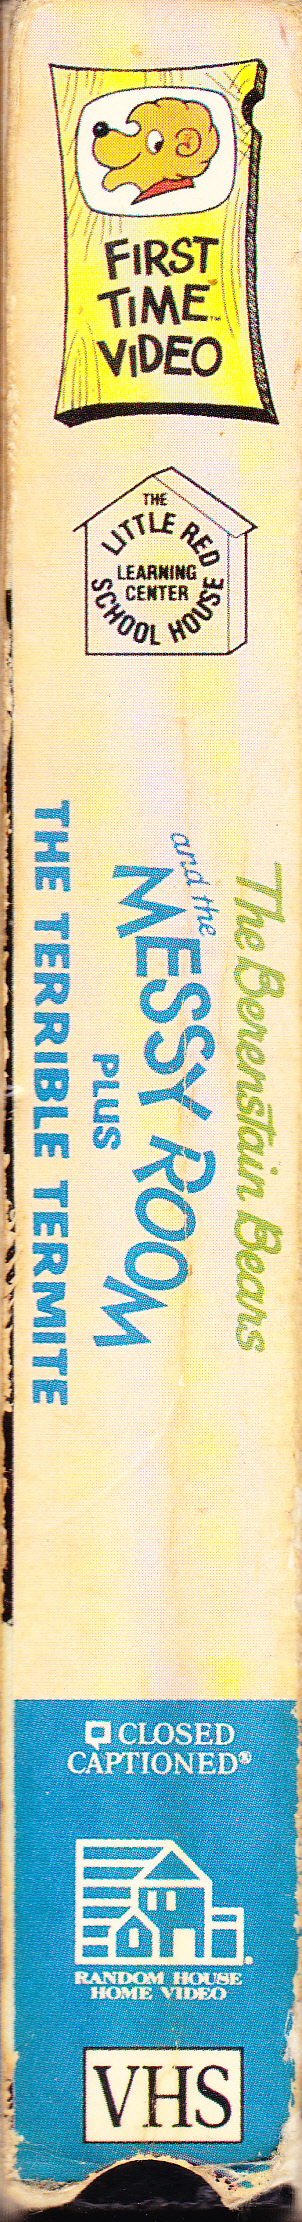 FIRST
TIME™
VIDEO
THE
LITTLE RED
SCHOOL HOUSE
LEARNING
CENTER
The Berenstain Bears
and the
MESSY ROOM
PLUS
THE TERRIBLE TERMITE
CLOSED
CAPTIONED®
RANDOM HOUSE
HOME VIDEO
VHS